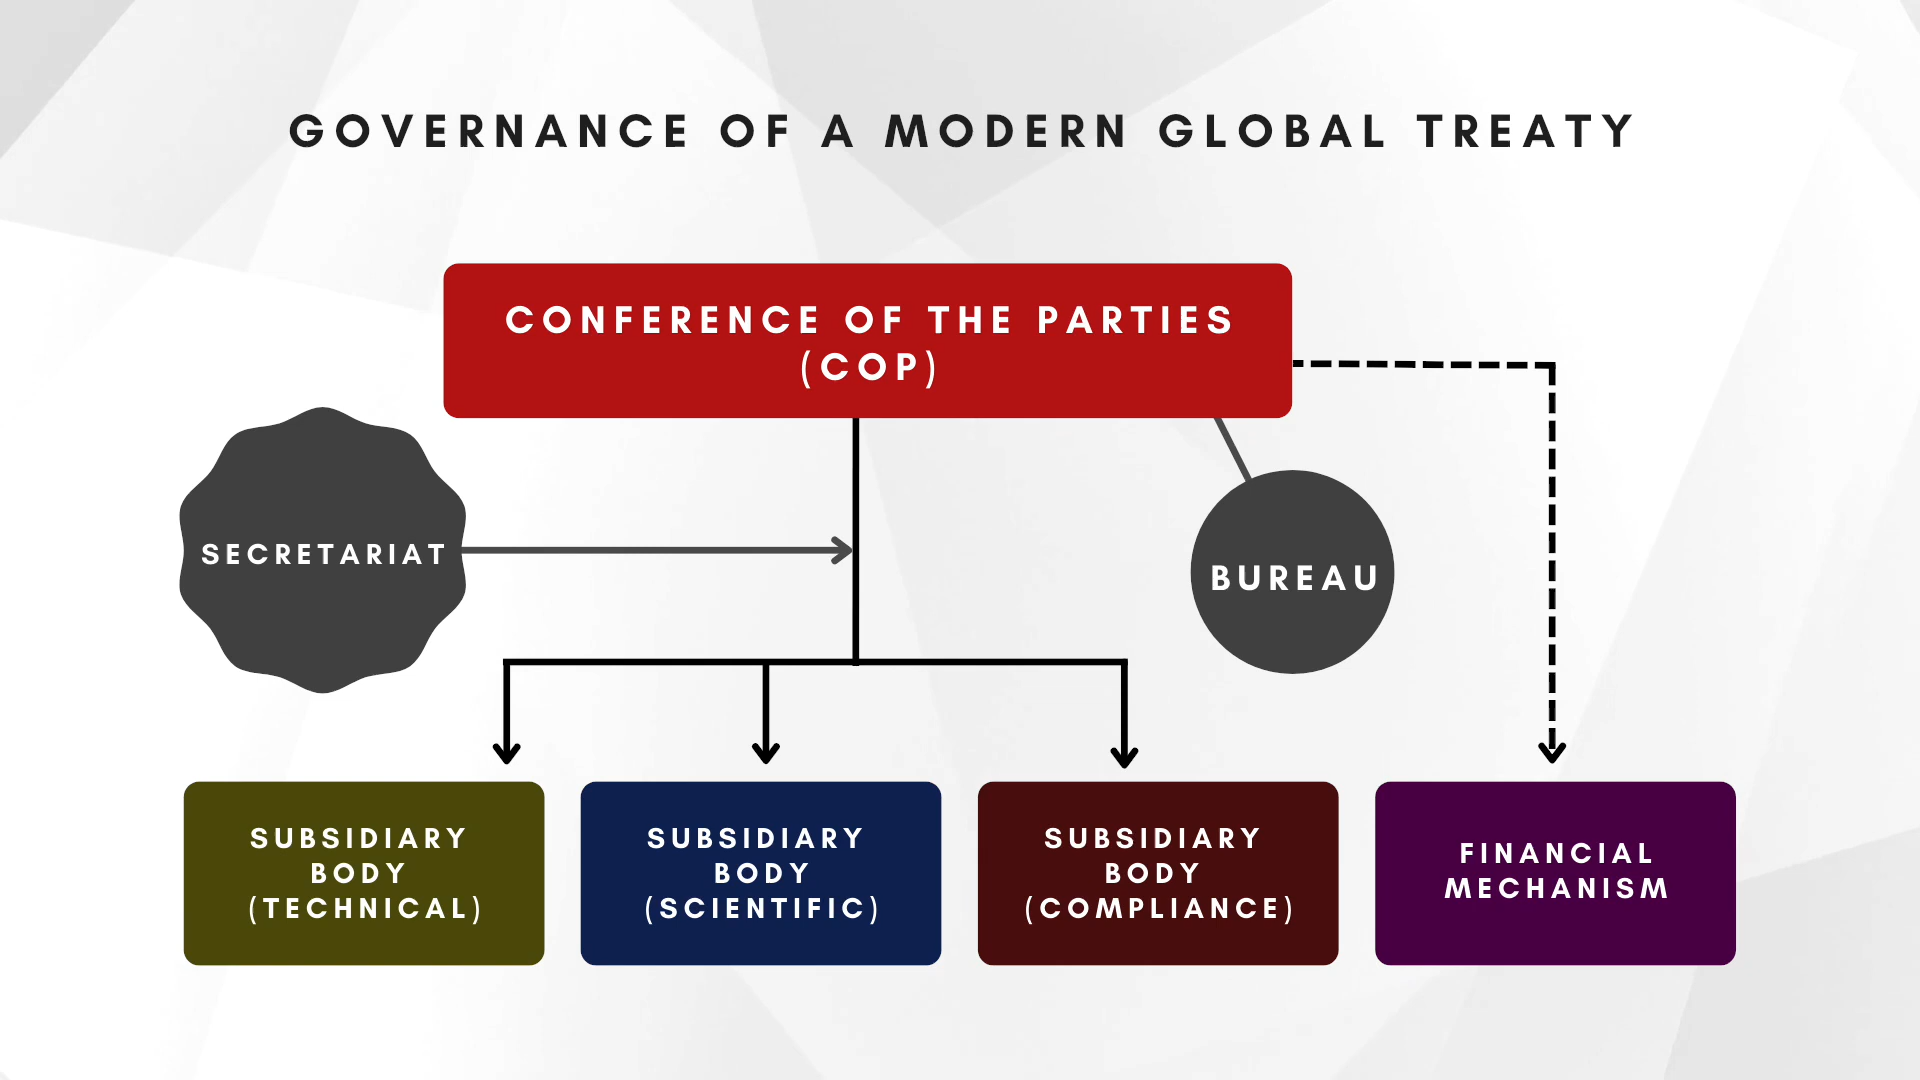 GOVERNANCE OF A MODERN GLOBAL TREATY
CONFERENCE OF THE PARTIES
(COP)
SECRETARIAT
BUREAU
SUBSIDIARY
BODY
(TECHNICAL)
SUBSIDIARY
BODY
(SCIENTIFIC)
SUBSIDIARY
BODY
(COMPLIANCE)
FINANCIAL
MECHANISM